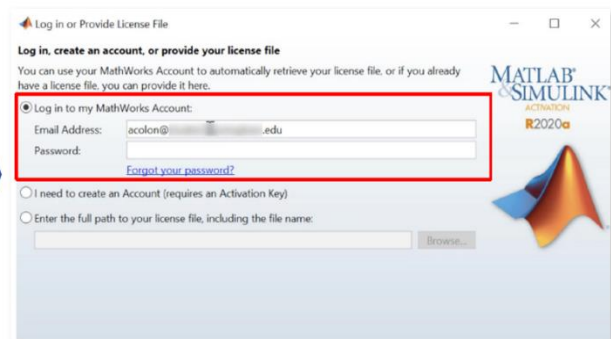 Log in or Provide License File
Log in, create an account, or provide your license file
You can use your MathWorks Account to automatically retrieve your license file, or if you already
have a license file, you can provide it here.
Log in to my MathWorks Account:
Email Address: acolon@ .edu
Password:
Forgot your password?
I need to create an Account (requires an Activation Key)
Enter the full path to your license file, including the file name:
Browse...
MATLAB®
&SIMULINK®
ACTIVATION
R2020a